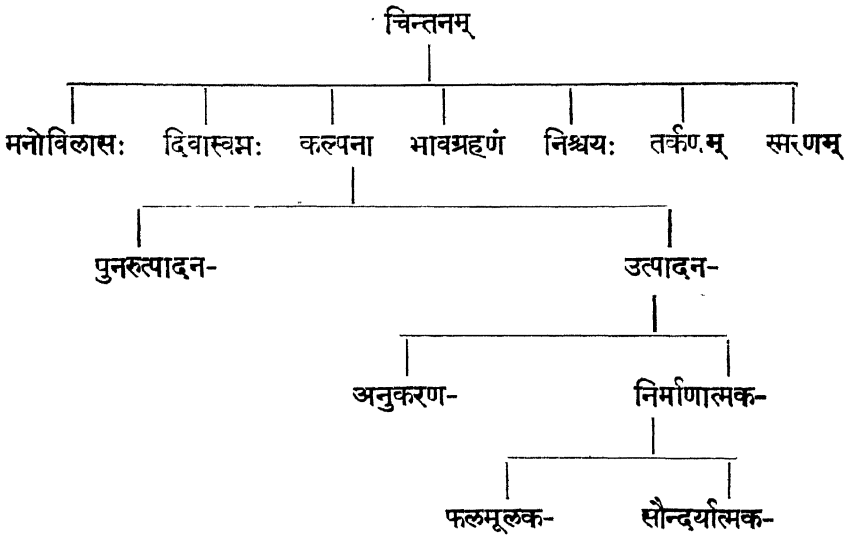 चिन्तनम्
मनोविलासः दिवास्वप्नः कल्पना भावग्रहणं निश्चयः तर्कणम् स्मरणम्
पुनरुत्पादन- उत्पादन-
अनुकरण- निर्माणात्मक-
फलमूलक- सौन्दर्यात्मक-